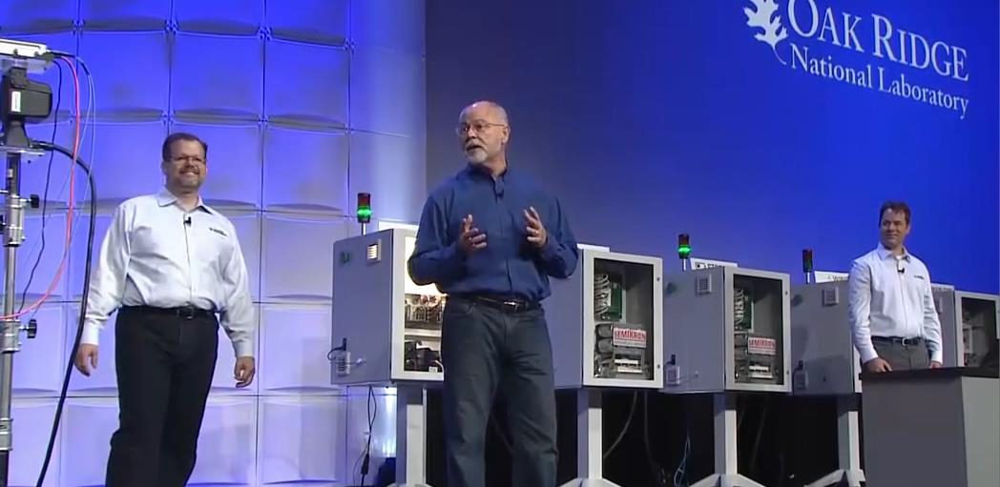 OAK RIDGE
National Laboratory
SEMIKRON
SEMIKRON